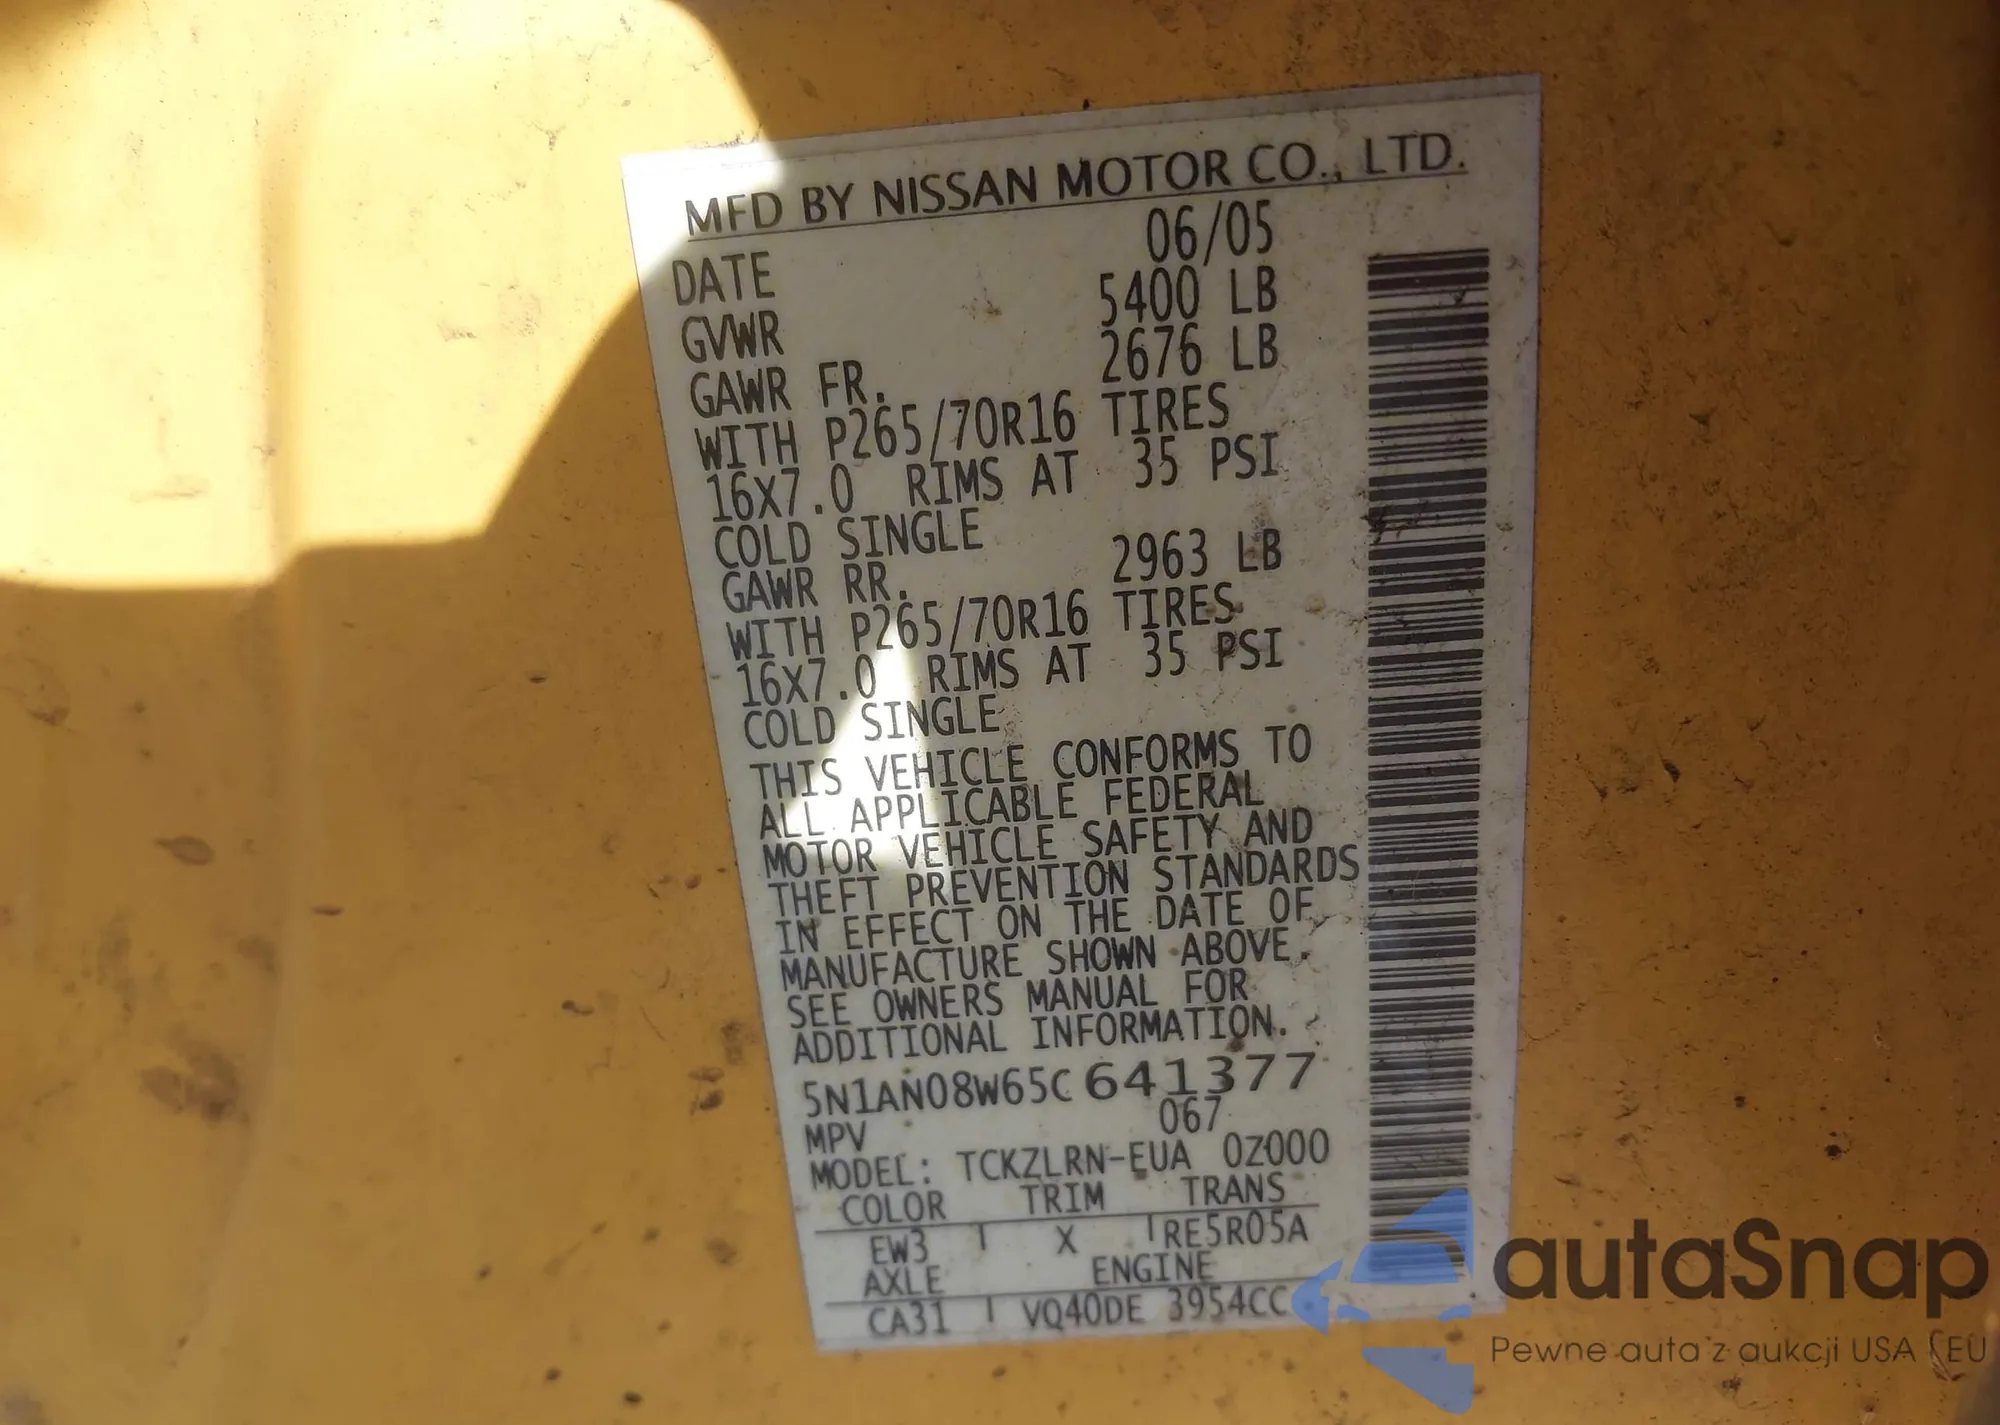 MFD BY NISSAN MOTOR CO., LTD.
DATE 06/05
GVWR 5400 LB
GAWR FR. 2676 LB
WITH P265/70R16 TIRES
16X7.0 RIMS AT 35 PSI
COLD SINGLE
GAWR RR. 2963 LB
WITH P265/70R16 TIRES
16X7.0 RIMS AT 35 PSI
COLD SINGLE
THIS VEHICLE CONFORMS TO
ALL APPLICABLE FEDERAL
MOTOR VEHICLE SAFETY AND
THEFT PREVENTION STANDARDS
IN EFFECT ON THE DATE OF
MANUFACTURE SHOWN ABOVE.
SEE OWNERS MANUAL FOR
ADDITIONAL INFORMATION.
5N1AN08W65C641377
MPV 067
MODEL: TCKZLRN-EUA 0Z000
COLOR TRIM TRANS
EW3 X RE5R05A
AXLE ENGINE
CA31 VQ40DE 3954CC
autaSnap
Pewne auta z aukcji USA i EU